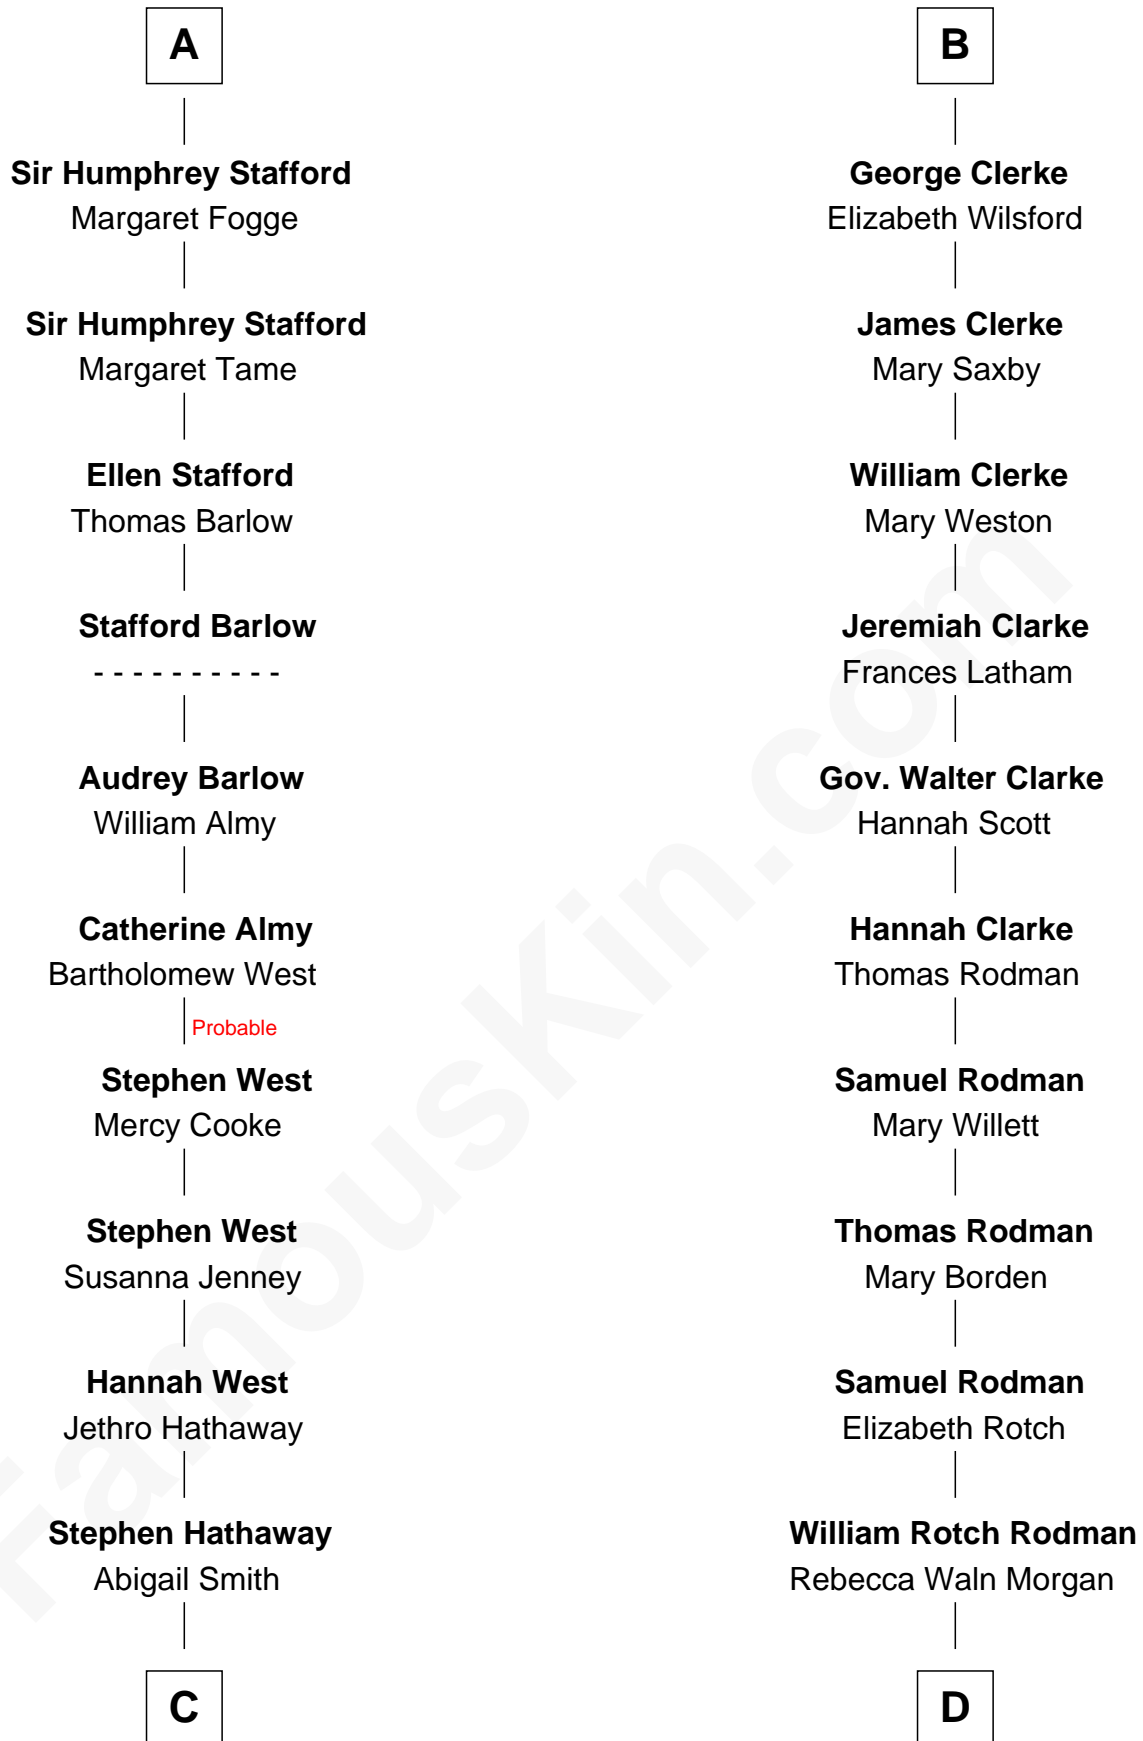 A
Sir Humphrey Stafford
Margaret Fogge
Sir Humphrey Stafford
Margaret Tame
Ellen Stafford
Thomas Barlow
Stafford Barlow
- - - - - - - - - -
Audrey Barlow
William Almy
Catherine Almy
Bartholomew West
Probable
Stephen West
Mercy Cooke
Stephen West
Susanna Jenney
Hannah West
Jethro Hathaway
Stephen Hathaway
Abigail Smith
C
B
George Clerke
Elizabeth Wilsford
James Clerke
Mary Saxby
William Clerke
Mary Weston
Jeremiah Clarke
Frances Latham
Gov. Walter Clarke
Hannah Scott
Hannah Clarke
Thomas Rodman
Samuel Rodman
Mary Willett
Thomas Rodman
Mary Borden
Samuel Rodman
Elizabeth Rotch
William Rotch Rodman
Rebecca Waln Morgan
D
FamousKin.com